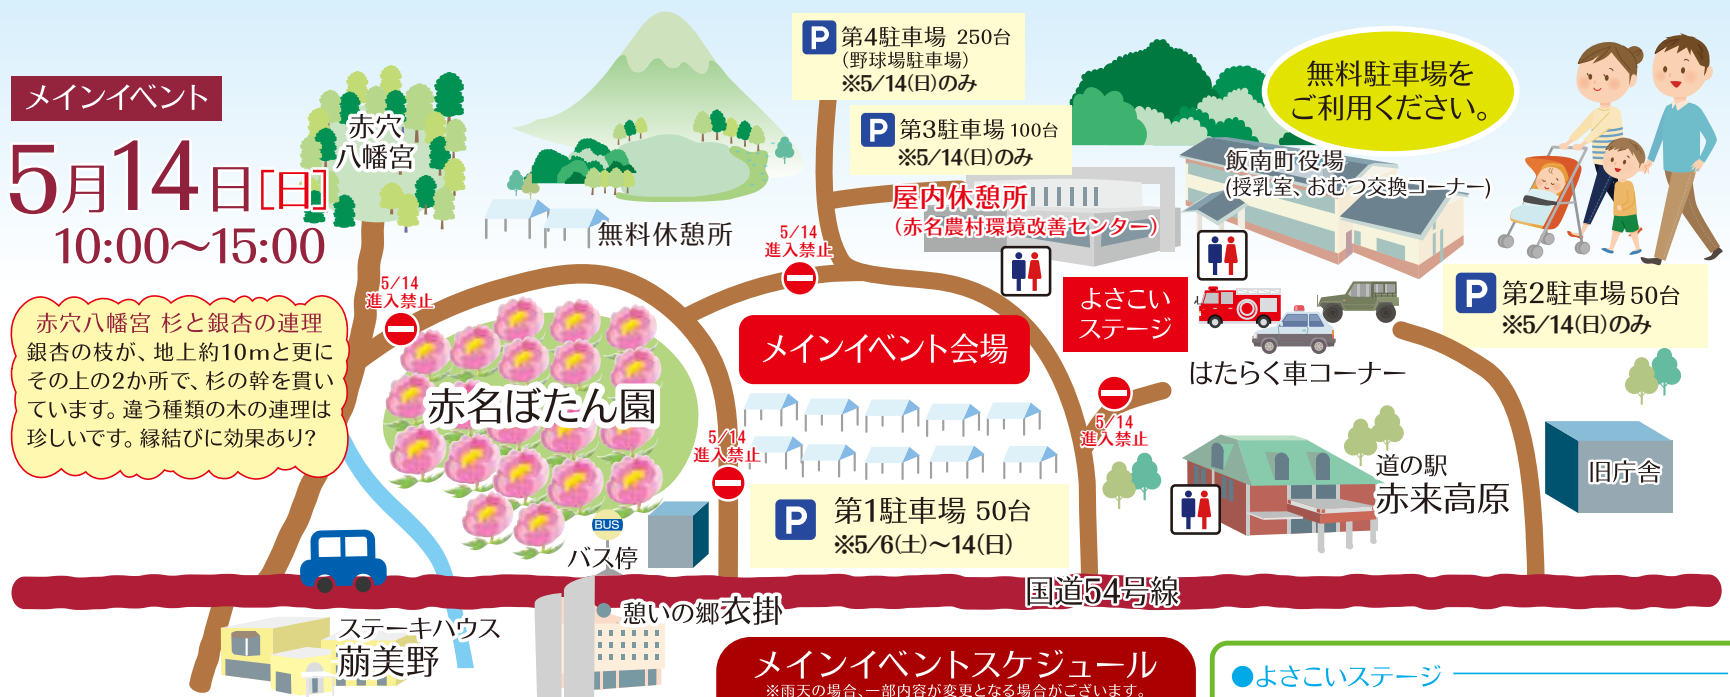 メインイベント
5月14日[日]
10:00〜15:00
赤穴
八幡宮
赤穴八幡宮 杉と銀杏の連理
銀杏の枝が、地上約10mと更に
その上の2か所で、杉の幹を貫い
ています。違う種類の木の連理は
珍しいです。縁結びに効果あり?
5/14
進入禁止
無料休憩所
P 第4駐車場 250台
(野球場駐車場)
※5/14(日)のみ
P 第3駐車場 100台
※5/14(日)のみ
屋内休憩所
(赤名農村環境改善センター)
5/14
進入禁止
無料駐車場を
ご利用ください。
飯南町役場
(授乳室、おむつ交換コーナー)
P 第2駐車場 50台
※5/14(日)のみ
よさこい
ステージ
はたらく車コーナー
メインイベント会場
赤名ぼたん園
5/14
進入禁止
5/14
進入禁止
P 第1駐車場 50台
※5/6(土)〜14(日)
道の駅
赤来高原
旧庁舎
BUS
バス停
国道54号線
憩いの郷 衣掛
ステーキハウス
萠美野
メインイベントスケジュール
※雨天の場合、一部内容が変更となる場合がございます。
●よさこいステージ